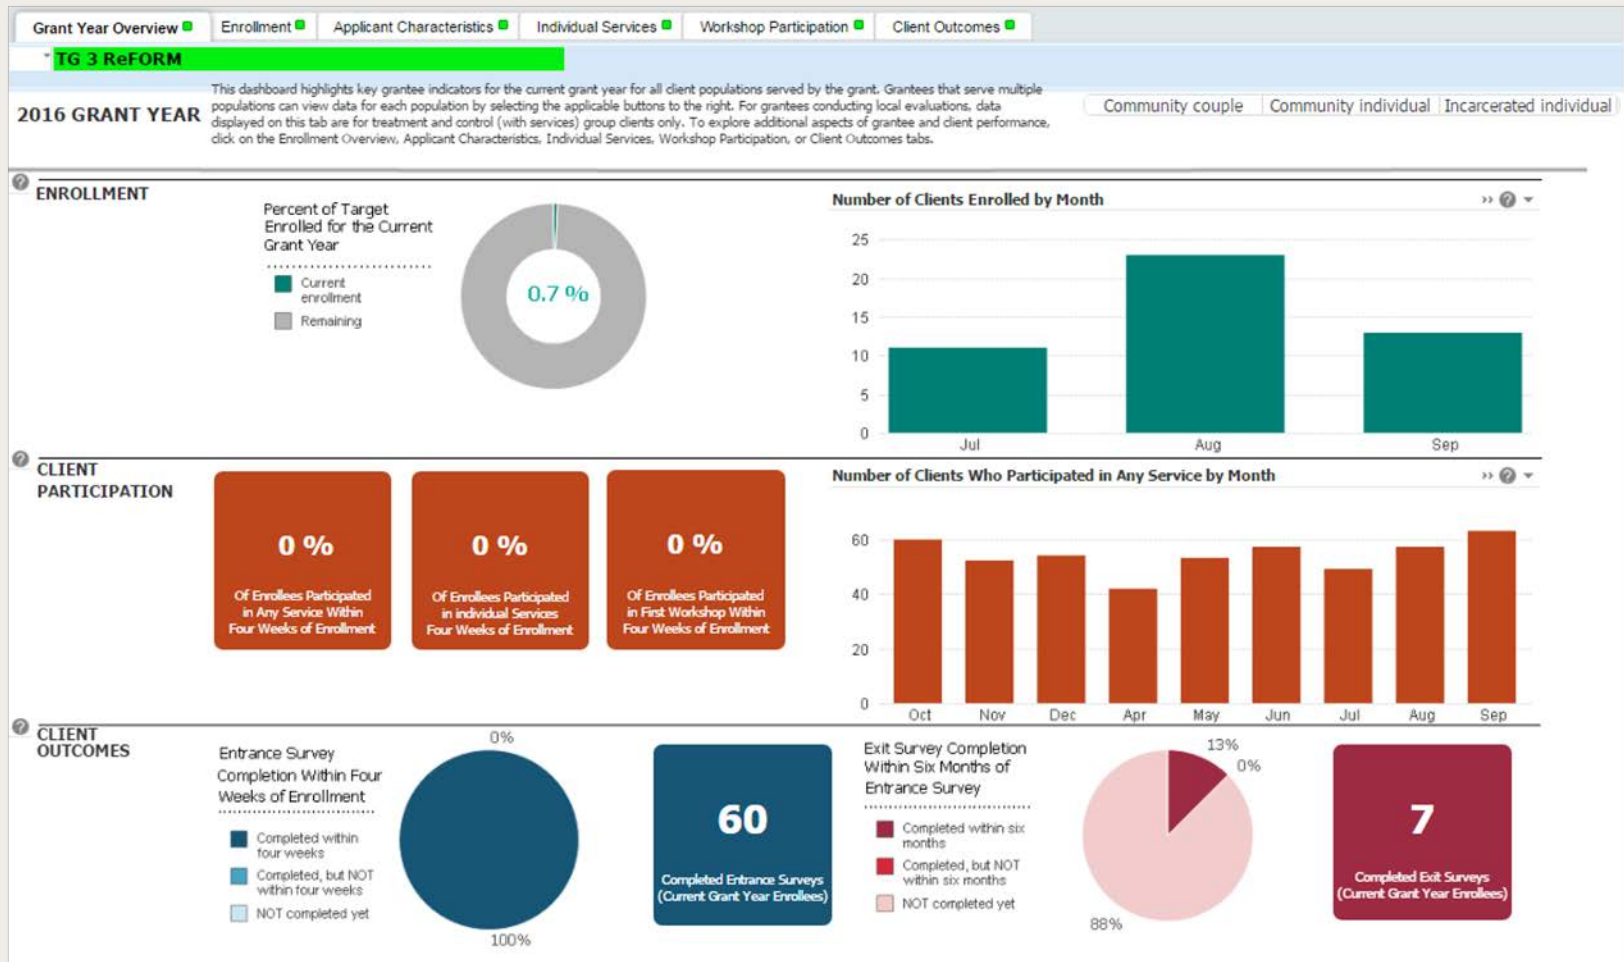 Grant Year Overview
Enrollment
Applicant Characteristics
Individual Services
Workshop Participation
Client Outcomes
TG 3 ReFORM
2016 GRANT YEAR
This dashboard highlights key grantee indicators for the current grant year for all client populations served by the grant. Grantees that serve multiple
populations can view data for each population by selecting the applicable buttons to the right. For grantees conducting local evaluations, data
displayed on this tab are for treatment and control (with services) group clients only. To explore additional aspects of grantee and client performance,
click on the Enrollment Overview, Applicant Characteristics, Individual Services, Workshop Participation, or Client Outcomes tabs.
Community couple
Community individual
Incarcerated individual
ENROLLMENT
Percent of Target
Enrolled for the Current
Grant Year
Current
enrollment
Remaining
0.7 %
Number of Clients Enrolled by Month
25
20
15
10
5
0
Jul
Aug
Sep
CLIENT
PARTICIPATION
0 %
Of Enrollees Participated
in Any Service Within
Four Weeks of Enrollment
0 %
Of Enrollees Participated
in individual Services
Four Weeks of Enrollment
0 %
Of Enrollees Participated
in First Workshop Within
Four Weeks of Enrollment
Number of Clients Who Participated in Any Service by Month
60
40
20
0
Oct
Nov
Dec
Apr
May
Jun
Jul
Aug
Sep
CLIENT
OUTCOMES
Entrance Survey
Completion Within Four
Weeks of Enrollment
Completed within
four weeks
Completed, but NOT
within four weeks
NOT completed yet
0%
100%
60
Completed Entrance Surveys
(Current Grant Year Enrollees)
Exit Survey Completion
Within Six Months of
Entrance Survey
Completed within six
months
Completed, but NOT
within six months
NOT completed yet
13%
0%
88%
7
Completed Exit Surveys
(Current Grant Year Enrollees)